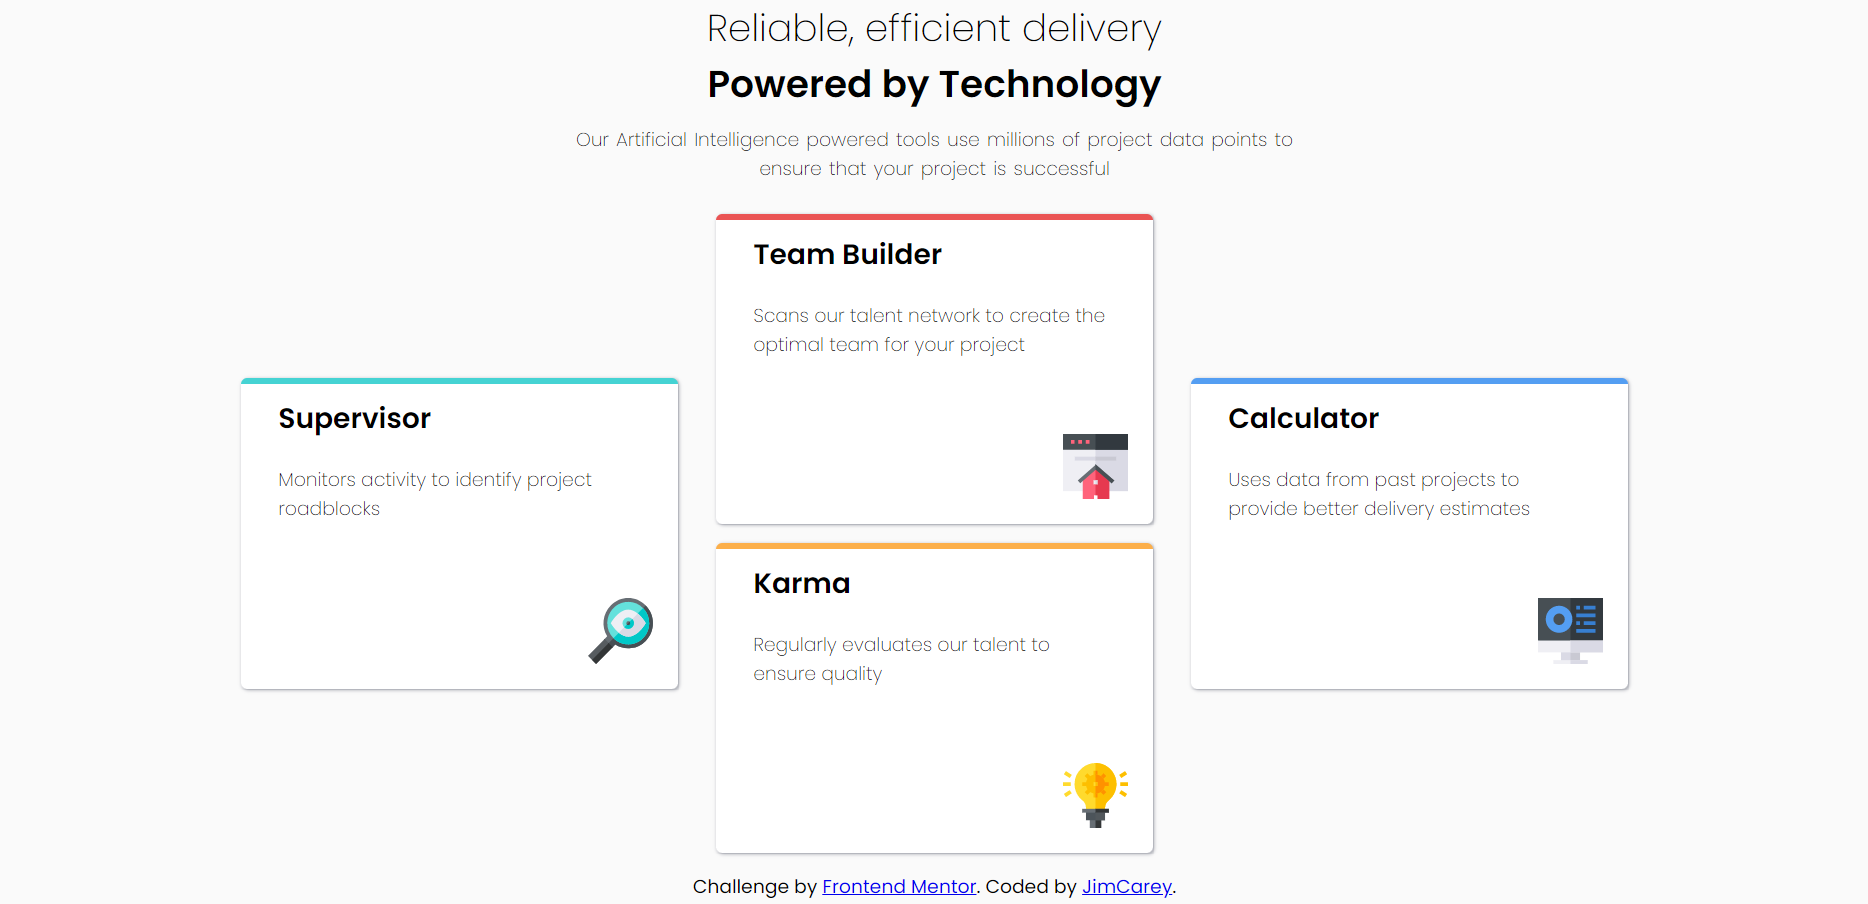 Reliable, efficient delivery
Powered by Technology
Our Artificial Intelligence powered tools use millions of project data points to
ensure that your project is successful
Team Builder
Scans our talent network to create the
optimal team for your project
Supervisor
Monitors activity to identify project
roadblocks
Calculator
Uses data from past projects to
provide better delivery estimates
Karma
Regularly evaluates our talent to
ensure quality
Challenge by Frontend Mentor. Coded by JimCarey.